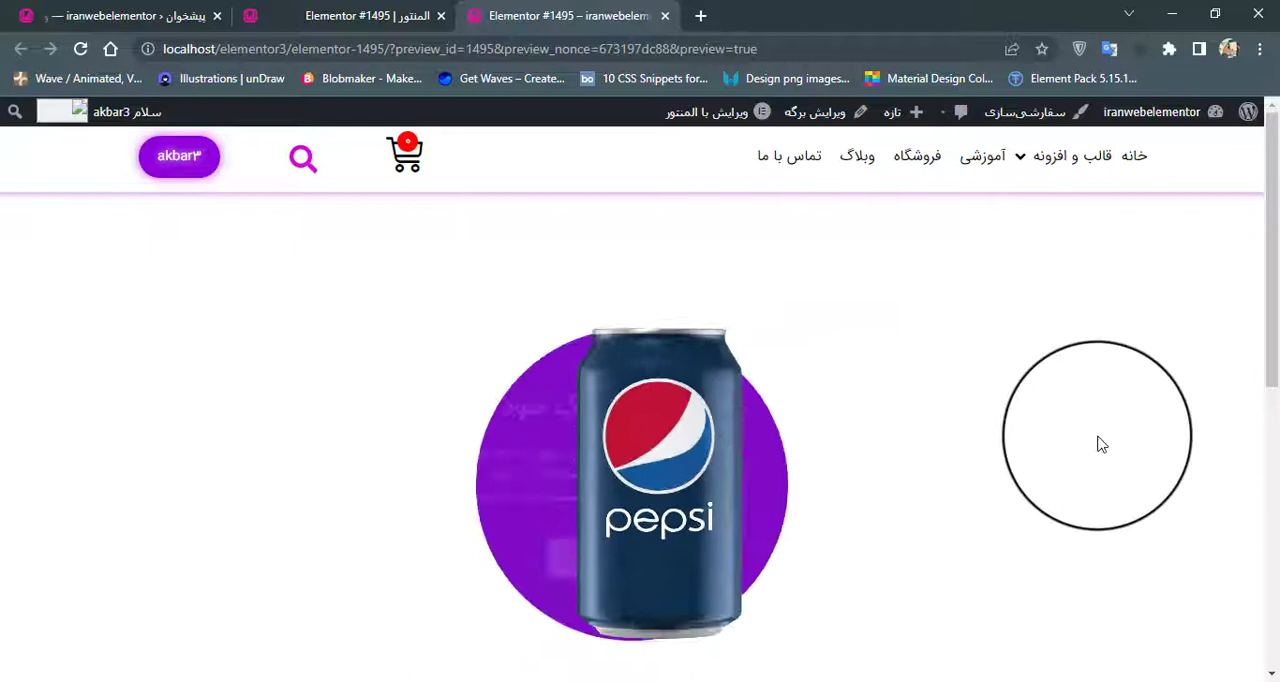 پیشخوان ‹ iranwebelementor —
Elementor #1495 | المنتور
Elementor #1495 – iranwebelem
localhost/elementor3/elementor-1495/?preview_id=1495&preview_nonce=673197dc88&preview=true
Wave / Animated, V...
Illustrations | unDraw
Blobmaker - Make...
Get Waves – Create...
bo 10 CSS Snippets for...
Design png images...
Material Design Col...
Element Pack 5.15.1...
iranwebelementor
سفارشی‌سازی
تازه
ویرایش برگه
ویرایش با المنتور
سلام akbar3
خانه
قالب و افزونه
آموزشی
فروشگاه
وبلاگ
تماس با ما
۰
akbar۳
pepsi